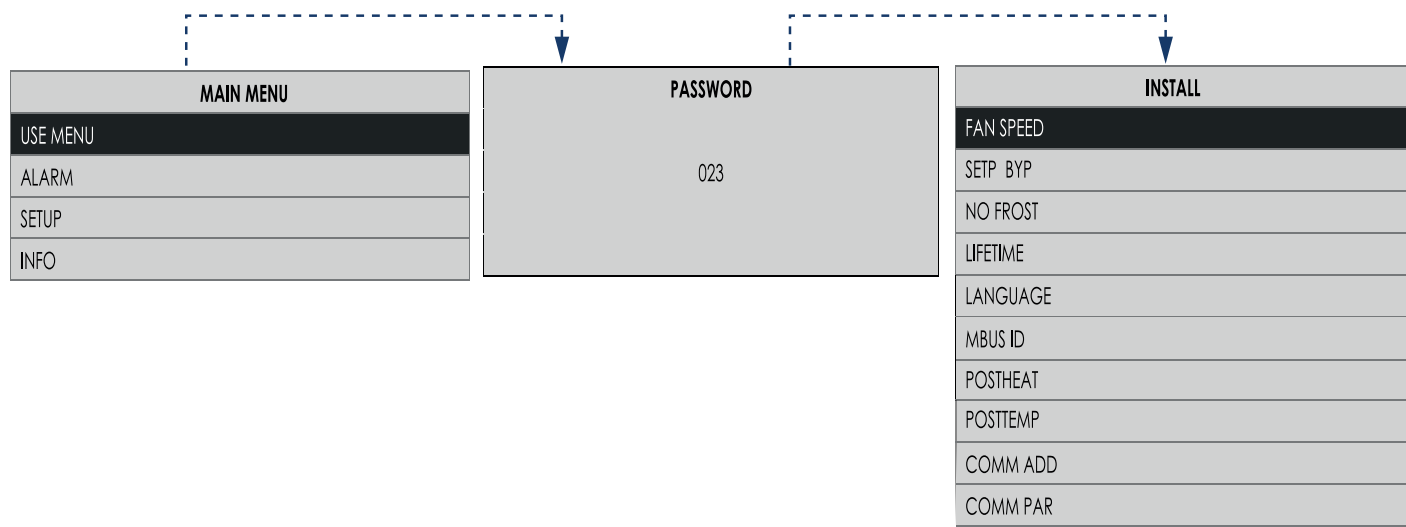 MAIN MENU
USE MENU
ALARM
SETUP
INFO
PASSWORD
023
INSTALL
FAN SPEED
SETP BYP
NO FROST
LIFETIME
LANGUAGE
MBUS ID
POSTHEAT
POSTTEMP
COMM ADD
COMM PAR